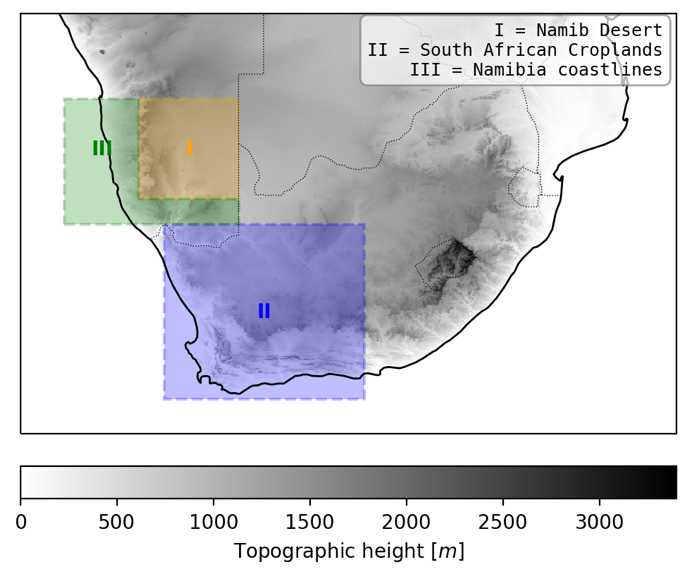 I = Namib Desert
II = South African Croplands
III = Namibia coastlines
III
I
II
0 500 1000 1500 2000 2500 3000
Topographic height [m]